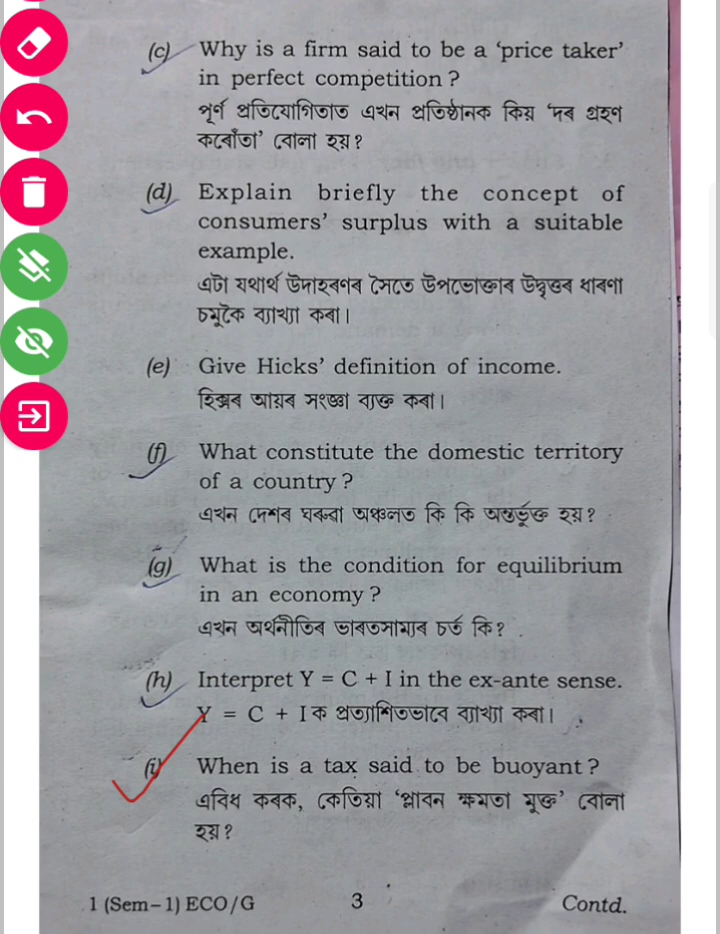 (c) Why is a firm said to be a ‘price taker’
in perfect competition?
পূৰ্ণ প্ৰতিযোগিতাত এখন প্ৰতিষ্ঠানক কিয় ‘দৰ গ্ৰহণ
কৰোঁতা’ বোলা হয়?
(d) Explain briefly the concept of
consumers’ surplus with a suitable
example.
এটা যথাৰ্থ উদাহৰণৰ সৈতে উপভোক্তাৰ উদ্বৃত্তৰ ধাৰণা
চমুকৈ ব্যাখ্যা কৰা।
(e) Give Hicks’ definition of income.
হিক্সৰ আয়ৰ সংজ্ঞা ব্যক্ত কৰা।
(f) What constitute the domestic territory
of a country?
এখন দেশৰ ঘৰুৱা অঞ্চলত কি কি অন্তৰ্ভুক্ত হয়?
(g) What is the condition for equilibrium
in an economy?
এখন অৰ্থনীতিৰ ভাৰতসাম্যৰ চৰ্ত কি?
(h) Interpret Y = C + I in the ex-ante sense.
Y = C + I ক প্ৰত্যাশিতভাবে ব্যাখ্যা কৰা।
(i) When is a tax said to be buoyant?
এবিধ কৰক, কেতিয়া ‘প্লাবন ক্ষমতা যুক্ত’ বোলা
হয়?
1 (Sem–1) ECO/G 3 Contd.